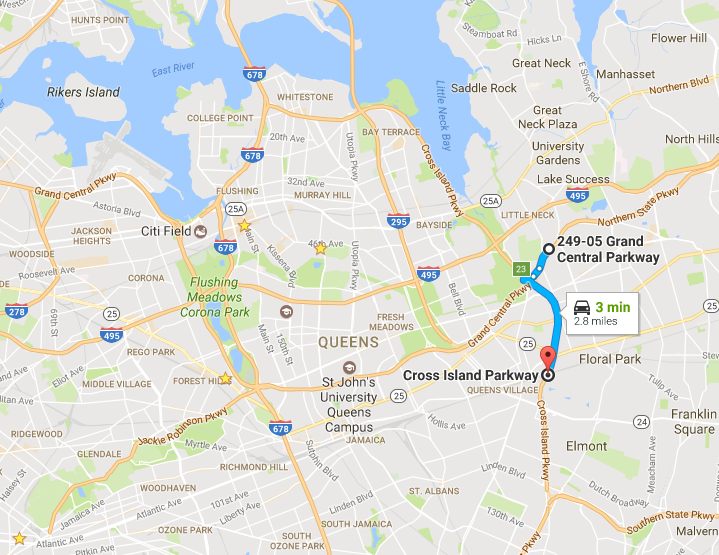 Steamboat Rd
HUNTS POINT
Hicks Ln
Flower Hill
Great Neck
East River
678
Manhasset
E Shore Rd
Northern Blvd
Rikers Island
Saddle Rock
WHITESTONE
Little Neck Bay
Great
Neck Plaza
COLLEGE POINT
20th Ave
Utopia Pkwy
BAY TERRACE
North Hills
University
Gardens
678
Cross Island Pkwy
Lake Success
Grand Central Pkwy
FLUSHING
32nd Ave
MURRAY HILL
25A
495
Astoria Blvd
25A
LITTLE NECK
Northern State Pkwy
JACKSON
HEIGHTS
Citi Field
Main St
295
BAYSIDE
678
46th Ave
249-05 Grand
Central Parkway
WOODSIDE
Kissena Blvd
Utopia Pkwy
Roosevelt Ave
CORONA
495
23
Flushing
Meadows
Corona Park
Bell Blvd
Grand Central Pkwy
278
69th St
25
3 min
2.8 miles
FRESH
MEADOWS
495
Main St
150th St
QUEENS
25
25
REGO PARK
Floral Park
Eliot Ave
St John's
University
Queens
Campus
Cross Island Parkway
MIDDLE VILLAGE
FOREST HILLS
QUEENS VILLAGE
Tulip Ave
25
Jackie Robinson Pkwy
Hollis Ave
Cross Island Pkwy
24
Franklin
Square
RIDGEWOOD
678
JAMAICA
Myrtle Ave
Elmont
GLENDALE
Sutphin Blvd
RICHMOND HILL
Linden Blvd
Meacham Ave
Halsey St
WOODHAVEN
ST. ALBANS
Dutch Broadway
101st Ave
Linden Blvd
Jamaica Ave
Atlantic Ave
Liberty Ave
130th Ave
Southern State Pkwy
Atlantic Ave
OZONE PARK
SOUTH JAMAICA
Malverne
Pitkin Ave
SOUTH
OZONE PARK